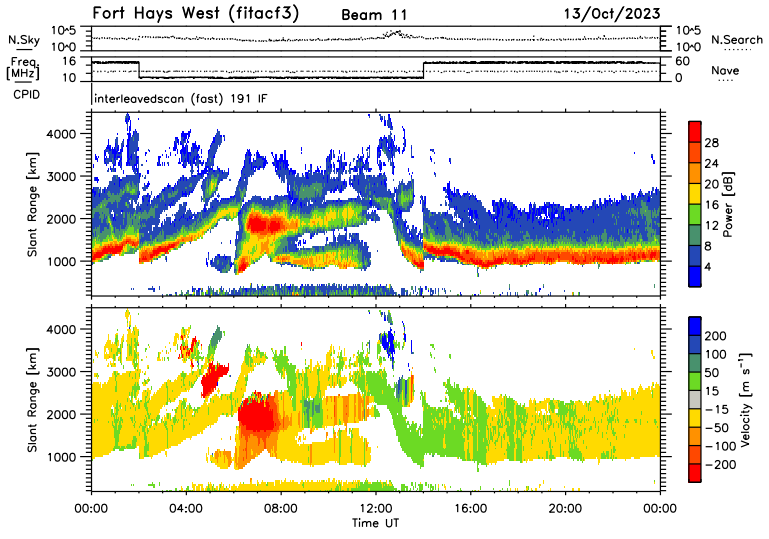 Fort Hays West (fitacf3) Beam 11 13/Oct/2023
N.Sky 10^5 10^0 10^5 10^0 N.Search
Freq. [MHz] 16 10 60 0 Nave
CPID interleavedscan (fast) 191 IF
Slant Range [km] 4000 3000 2000 1000
Power [dB] 28 24 20 16 12 8 4
Slant Range [km] 4000 3000 2000 1000
Velocity [m s⁻¹] 200 100 50 15 −15 −50 −100 −200
00:00 04:00 08:00 12:00 16:00 20:00 00:00
Time UT